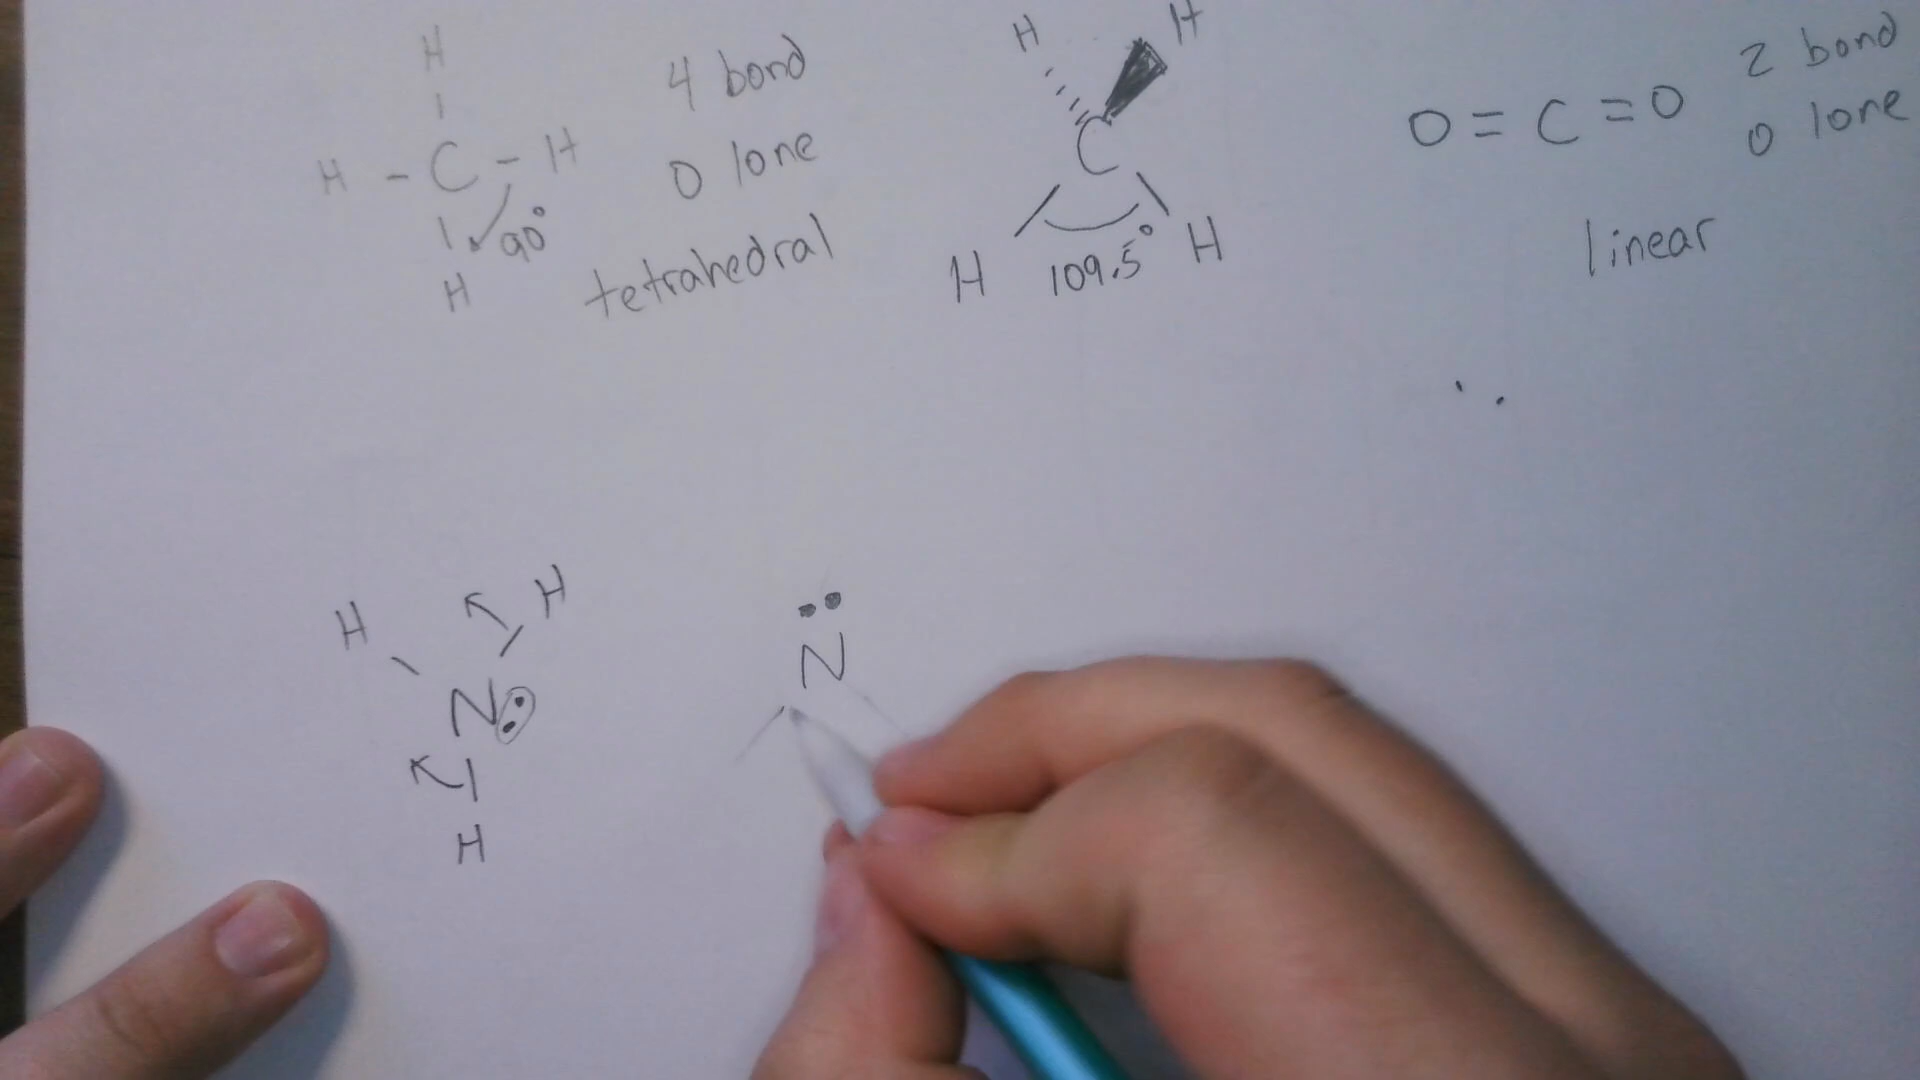 H
H - C - H
H
90°
4 bond
0 lone
tetrahedral
H H
C
H 109.5° H
O = C = O
2 bond
0 lone
linear
H H
N
H
N